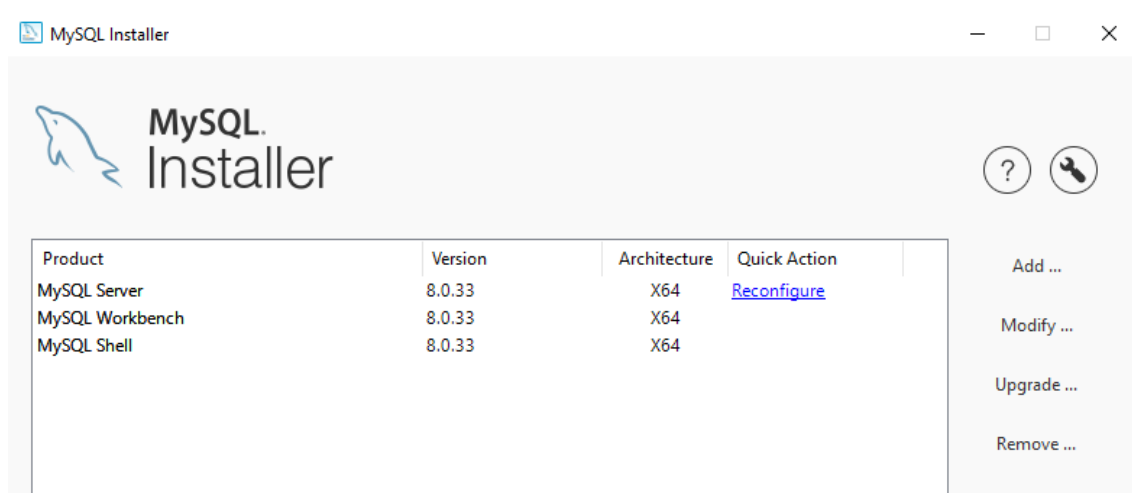 MySQL Installer
MySQL.
Installer
?
Product Version Architecture Quick Action
MySQL Server 8.0.33 X64 Reconfigure
MySQL Workbench 8.0.33 X64
MySQL Shell 8.0.33 X64
Add ...
Modify ...
Upgrade ...
Remove ...